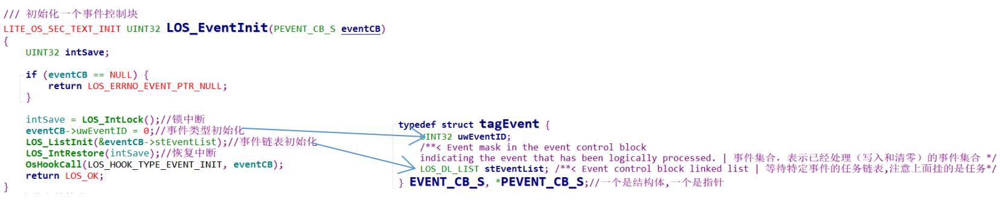 /// 初始化一个事件控制块
LITE_OS_SEC_TEXT_INIT UINT32 LOS_EventInit(PEVENT_CB_S eventCB)
{
UINT32 intSave;
if (eventCB == NULL) {
return LOS_ERRNO_EVENT_PTR_NULL;
}
intSave = LOS_IntLock();//锁中断
eventCB->uwEventID = 0;//事件类型初始化
LOS_ListInit(&eventCB->stEventList);//事件链表初始化
LOS_IntRestore(intSave);//恢复中断
OsHookCall(LOS_HOOK_TYPE_EVENT_INIT, eventCB);
return LOS_OK;
}
typedef struct tagEvent {
UINT32 uwEventID;
/**< Event mask in the event control block
indicating the event that has been logically processed. | 事件集合，表示已经处理（写入和清零）的事件集合 */
LOS_DL_LIST stEventList; /**< Event control block linked list | 等待特定事件的任务链表,注意上面挂的是任务*/
} EVENT_CB_S, *PEVENT_CB_S;//一个是结构体,一个是指针